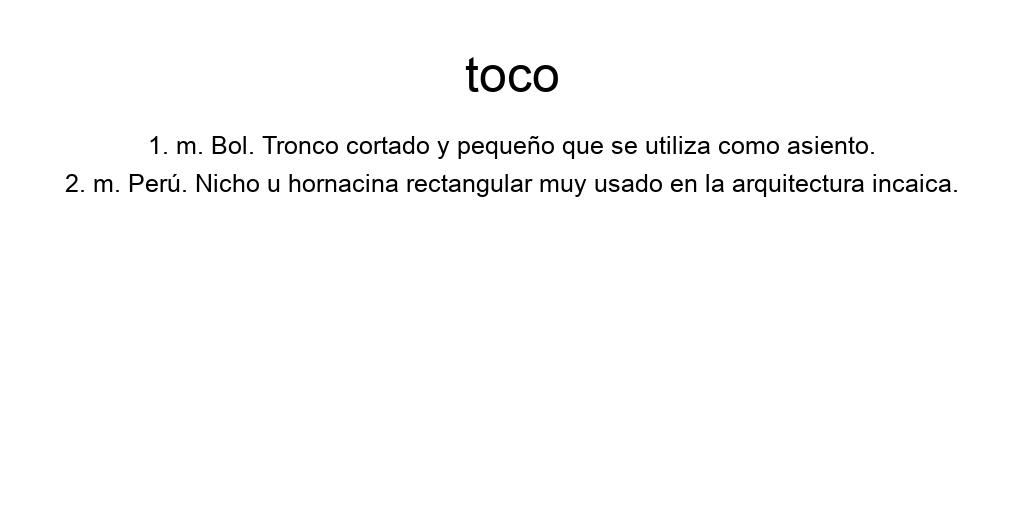 toco
1. m. Bol. Tronco cortado y pequeño que se utiliza como asiento.
2. m. Perú. Nicho u hornacina rectangular muy usado en la arquitectura incaica.